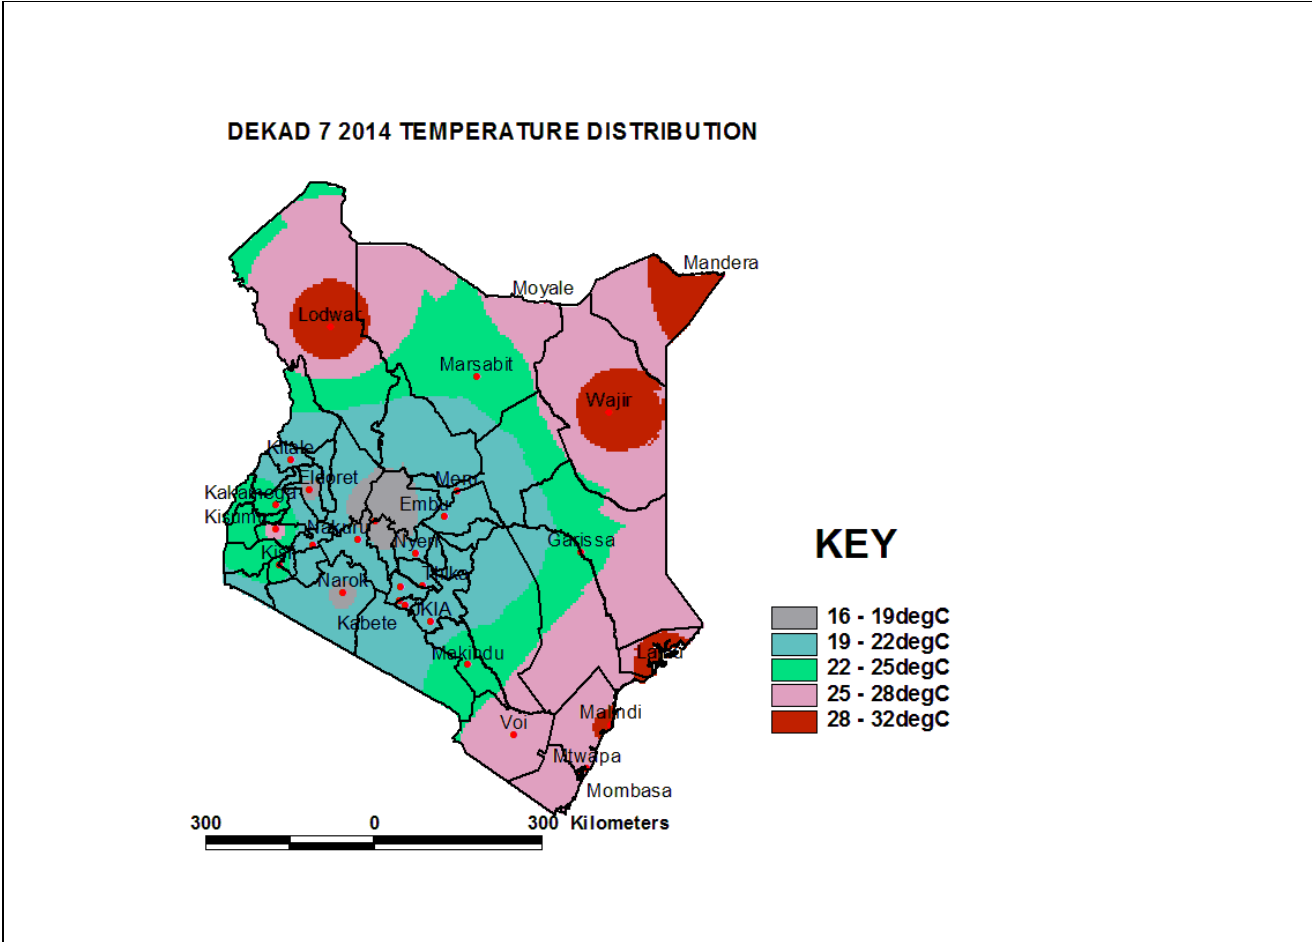 DEKAD 7 2014 TEMPERATURE DISTRIBUTION
Mandera
Moyale
Lodwar
Marsabit
Wajir
Kitale
Eldoret
Meru
Kakamega
Embu
Kisumu
Nakuru
Nyeri
Garissa
Kisii
Narok
Thika
JKIA
Kabete
Makindu
Lamu
Malindi
Voi
Mtwapa
Mombasa
KEY
16 - 19degC
19 - 22degC
22 - 25degC
25 - 28degC
28 - 32degC
300 0 300 Kilometers